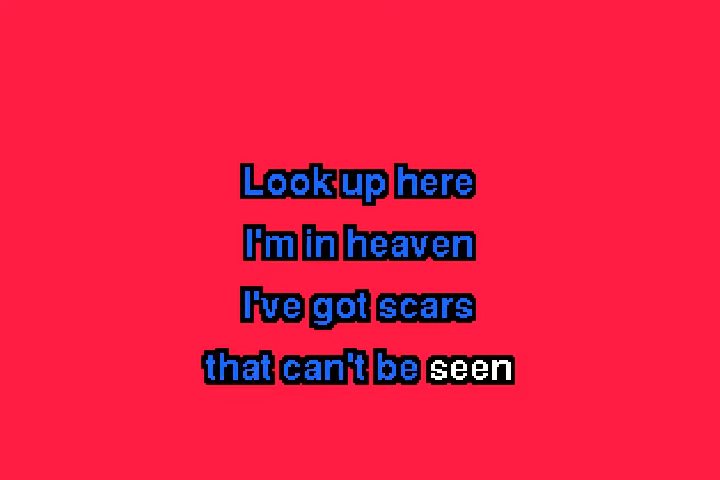 Look up here
I'm in heaven
I've got scars
that can't be seen